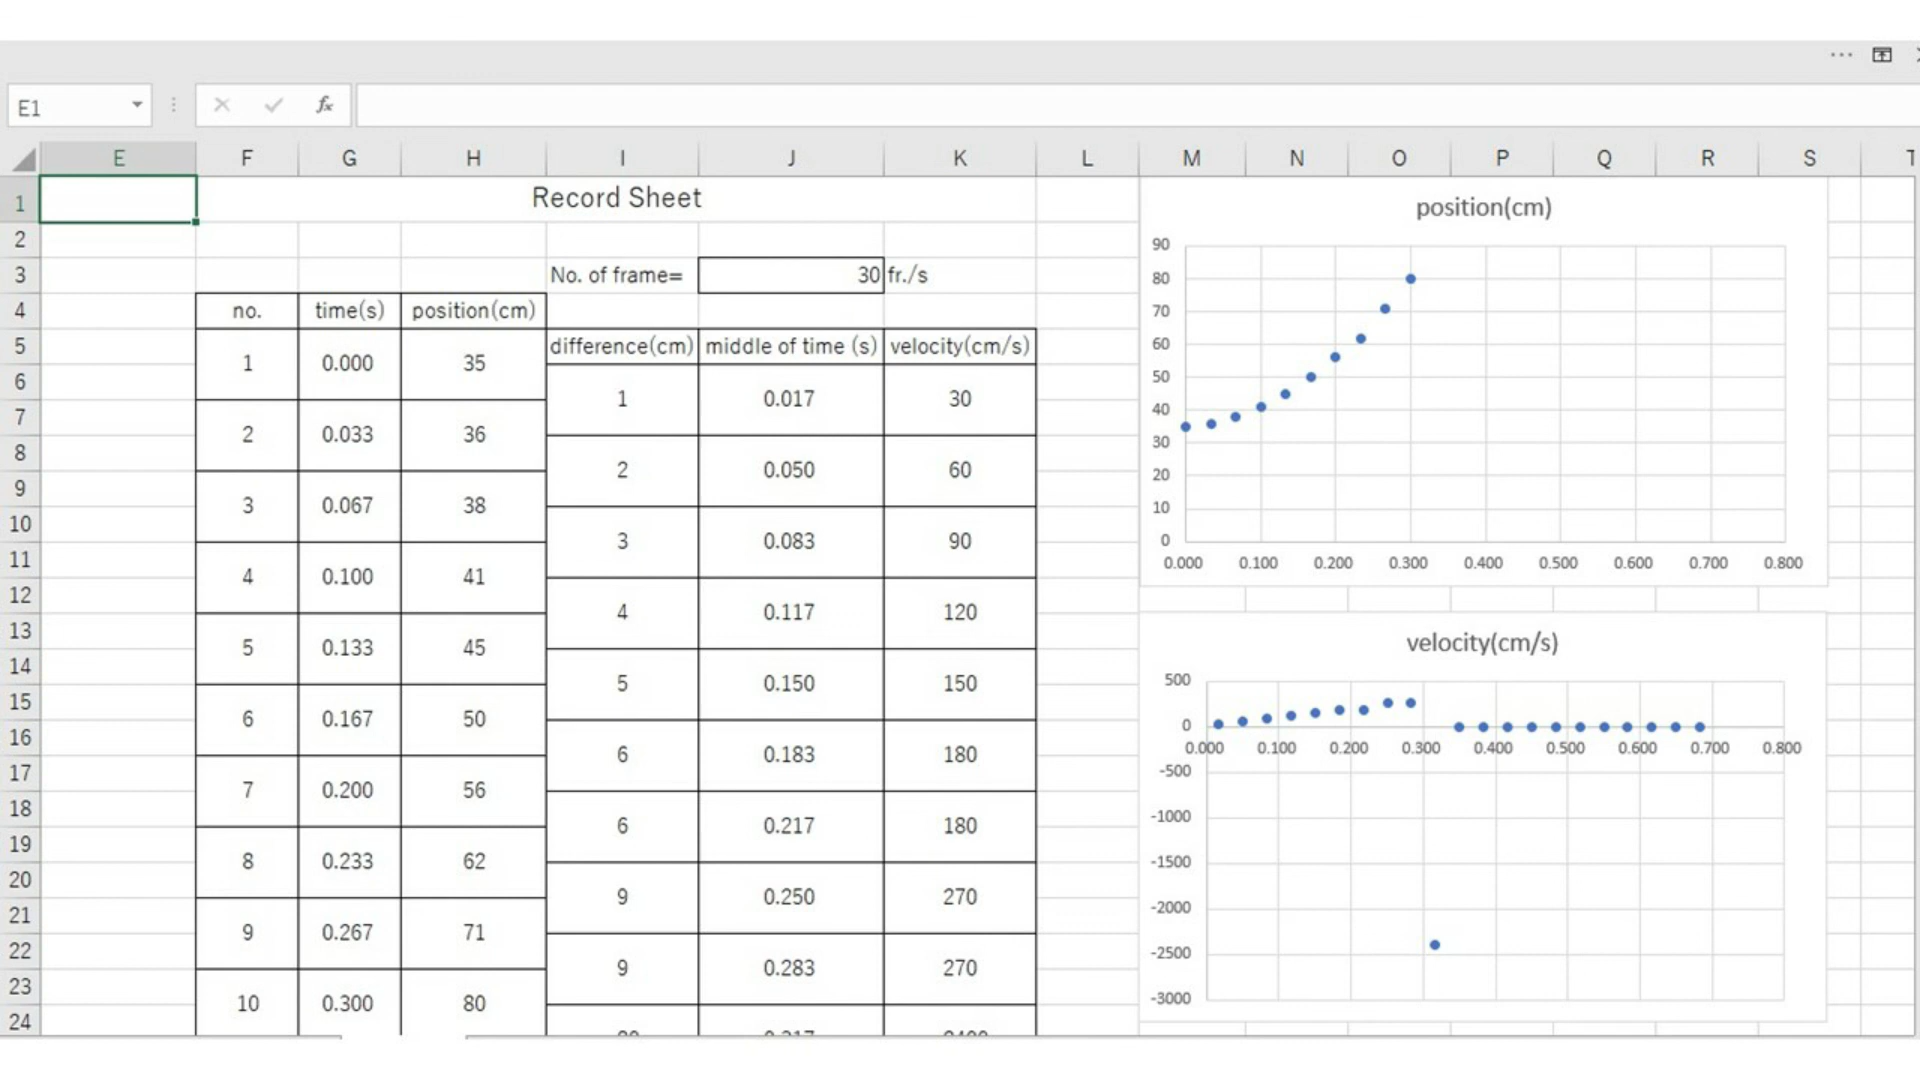 E1
fx
E F G H I J K L M N O P Q R S
1 Record Sheet
2
3 No. of frame= 30 fr./s
4 no. time(s) position(cm)
5 difference(cm) middle of time (s) velocity(cm/s)
1 0.000 35
6 1 0.017 30
7
2 0.033 36
8 2 0.050 60
9
3 0.067 38
10 3 0.083 90
11
4 0.100 41
12 4 0.117 120
13
5 0.133 45
14 5 0.150 150
15
6 0.167 50
16 6 0.183 180
17
7 0.200 56
18 6 0.217 180
19
8 0.233 62
20 9 0.250 270
21
9 0.267 71
22 9 0.283 270
23
10 0.300 80
24
position(cm)
90
80
70
60
50
40
30
20
10
0
0.000 0.100 0.200 0.300 0.400 0.500 0.600 0.700 0.800
velocity(cm/s)
500
0
0.000 0.100 0.200 0.300 0.400 0.500 0.600 0.700 0.800
-500
-1000
-1500
-2000
-2500
-3000